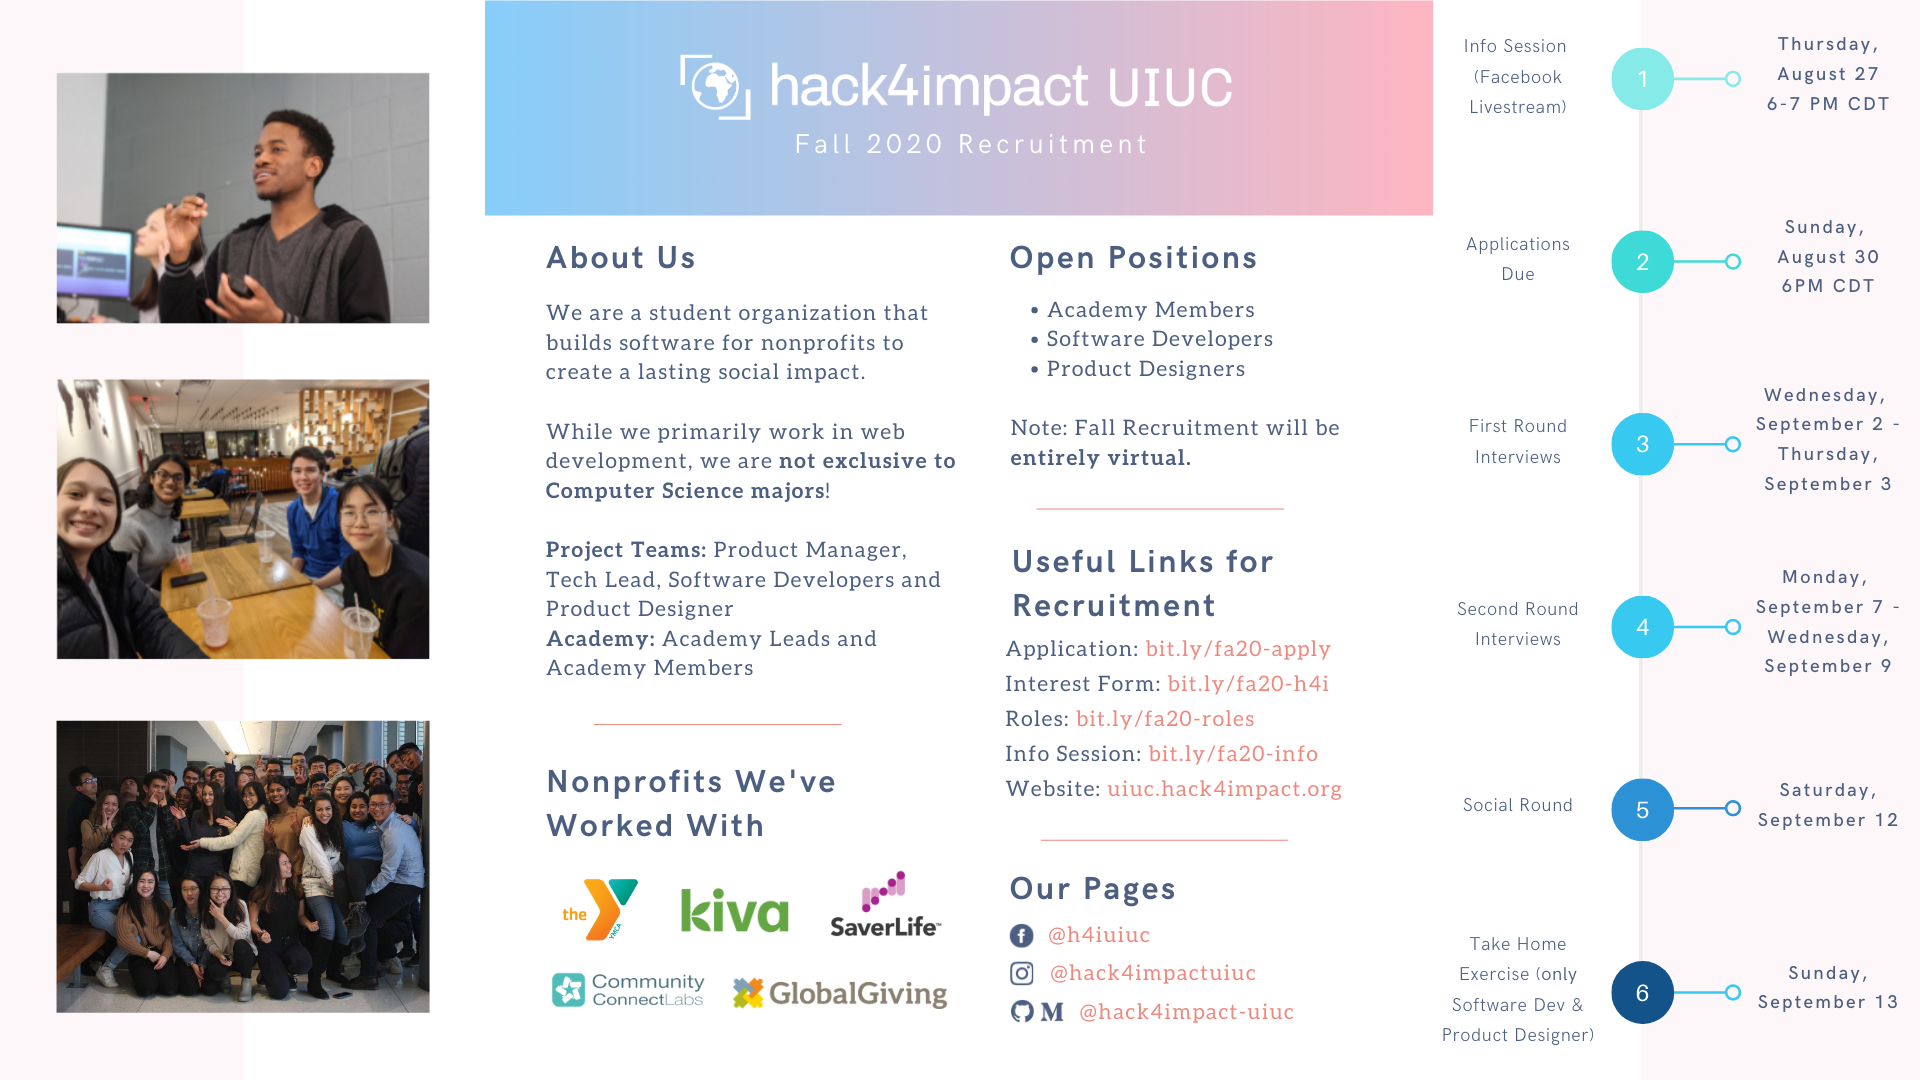 hack4impact UIUC
Fall 2020 Recruitment
About Us
We are a student organization that
builds software for nonprofits to
create a lasting social impact.
While we primarily work in web
development, we are not exclusive to
Computer Science majors!
Project Teams: Product Manager,
Tech Lead, Software Developers and
Product Designer
Academy: Academy Leads and
Academy Members
Nonprofits We've
Worked With
the YMCA
kiva
SaverLife™
Community
ConnectLabs
GlobalGiving
Open Positions
• Academy Members
• Software Developers
• Product Designers
Note: Fall Recruitment will be
entirely virtual.
Useful Links for
Recruitment
Application: bit.ly/fa20-apply
Interest Form: bit.ly/fa20-h4i
Roles: bit.ly/fa20-roles
Info Session: bit.ly/fa20-info
Website: uiuc.hack4impact.org
Our Pages
@h4iuiuc
@hack4impactuiuc
@hack4impact-uiuc
Info Session
(Facebook
Livestream)
1
Thursday,
August 27
6-7 PM CDT
Applications
Due
2
Sunday,
August 30
6PM CDT
First Round
Interviews
3
Wednesday,
September 2 -
Thursday,
September 3
Second Round
Interviews
4
Monday,
September 7 -
Wednesday,
September 9
Social Round
5
Saturday,
September 12
Take Home
Exercise (only
Software Dev &
Product Designer)
6
Sunday,
September 13